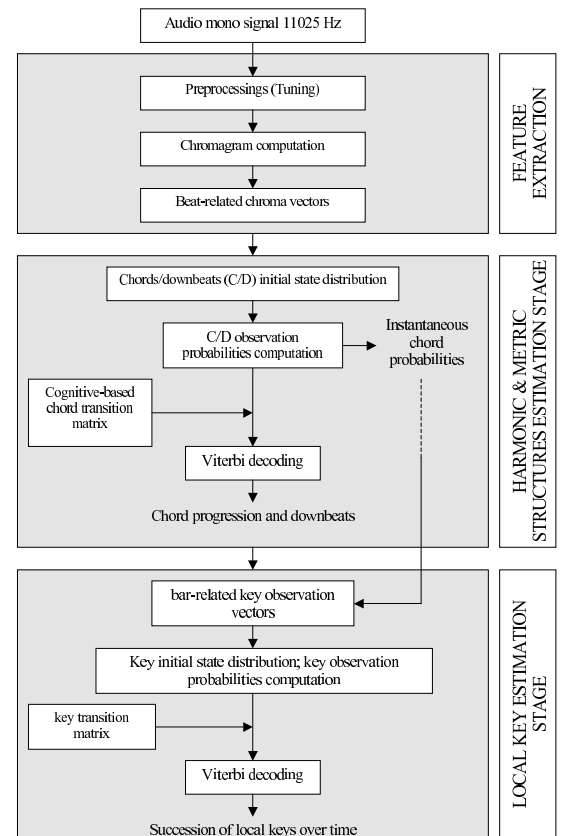 Audio mono signal 11025 Hz
Preprocessings (Tuning)
Chromagram computation
Beat-related chroma vectors
FEATURE
EXTRACTION
Chords/downbeats (C/D) initial state distribution
C/D observation
probabilities computation
Instantaneous
chord
probabilities
Cognitive-based
chord transition
matrix
Viterbi decoding
Chord progression and downbeats
HARMONIC & METRIC
STRUCTURES ESTIMATION STAGE
bar-related key observation
vectors
Key initial state distribution; key observation
probabilities computation
key transition
matrix
Viterbi decoding
Succession of local keys over time
LOCAL KEY ESTIMATION
STAGE